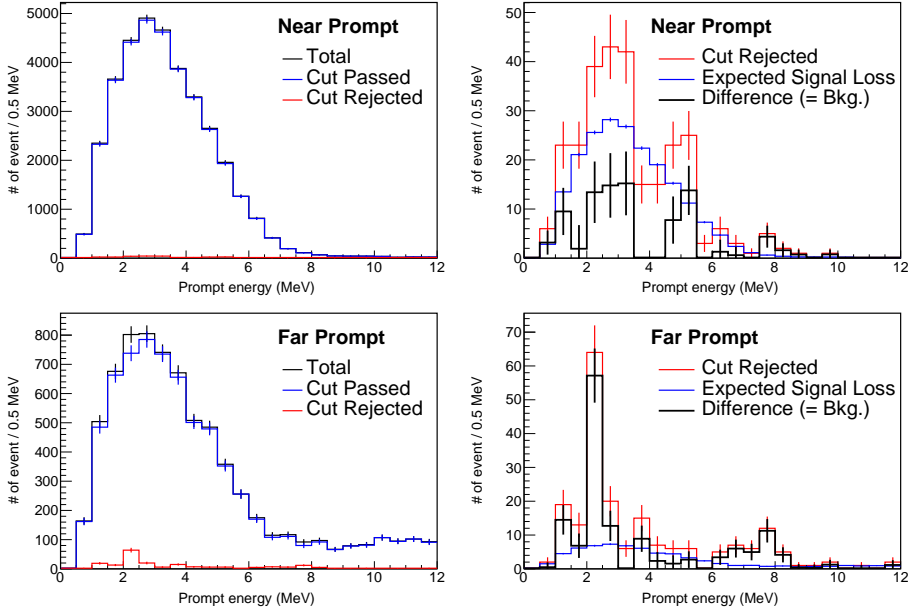 Near Prompt
Total
Cut Passed
Cut Rejected
# of event / 0.5 MeV
5000
4000
3000
2000
1000
0
0 2 4 6 8 10 12
Prompt energy (MeV)
Near Prompt
Cut Rejected
Expected Signal Loss
Difference (= Bkg.)
# of event / 0.5 MeV
50
40
30
20
10
0
0 2 4 6 8 10 12
Prompt energy (MeV)
Far Prompt
Total
Cut Passed
Cut Rejected
# of event / 0.5 MeV
800
700
600
500
400
300
200
100
0
0 2 4 6 8 10 12
Prompt energy (MeV)
Far Prompt
Cut Rejected
Expected Signal Loss
Difference (= Bkg.)
# of event / 0.5 MeV
70
60
50
40
30
20
10
0
0 2 4 6 8 10 12
Prompt energy (MeV)